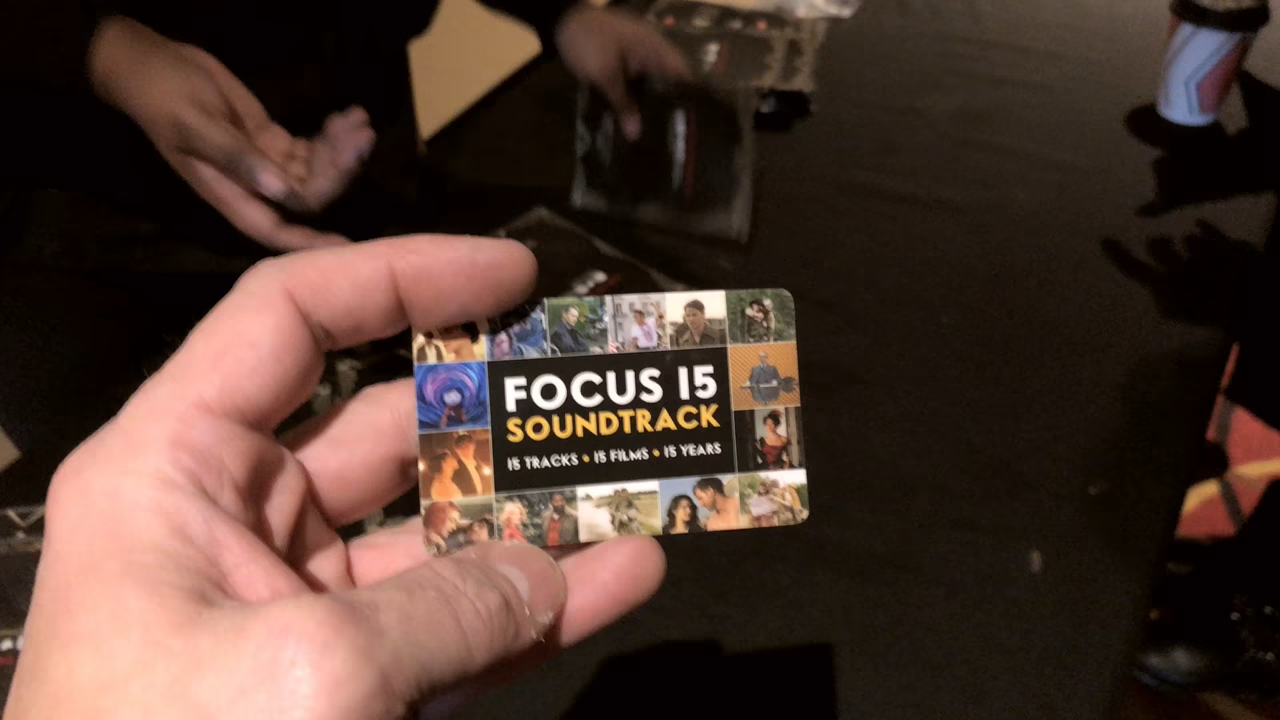 FOCUS 15
SOUNDTRACK
15 TRACKS • 15 FILMS • 15 YEARS